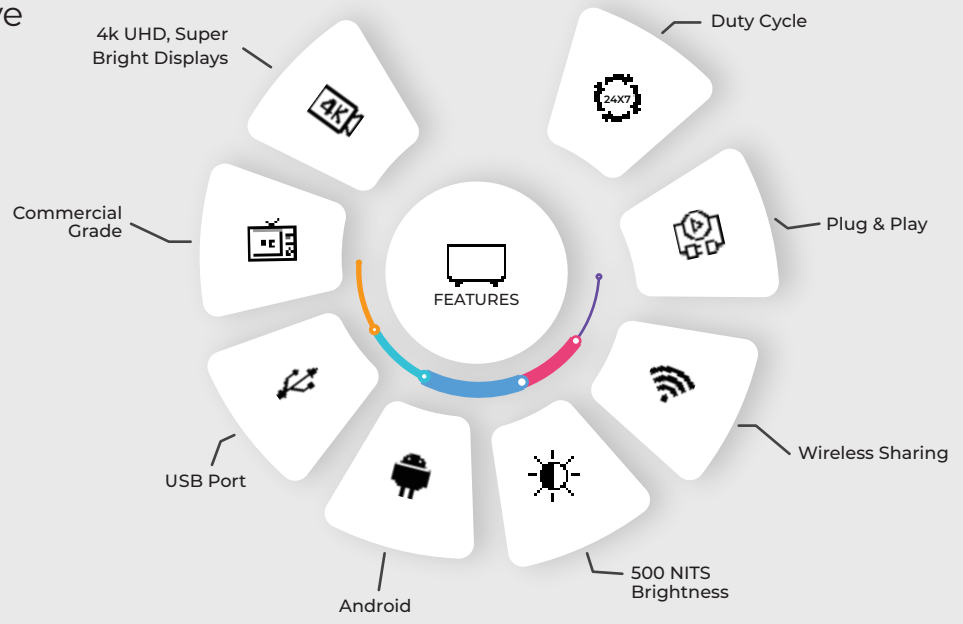 4k UHD, Super
Bright Displays
4K
Duty Cycle
24X7
Commercial
Grade
Plug & Play
FEATURES
USB Port
Wireless Sharing
Android
500 NITS
Brightness